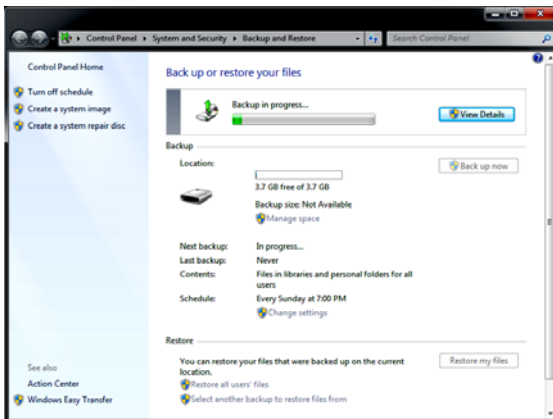 Control Panel ▸ System and Security ▸ Backup and Restore
Search Control Panel
Control Panel Home
Turn off schedule
Create a system image
Create a system repair disc
Back up or restore your files
Backup in progress...
View Details
Backup
Location:
Back up now
3.7 GB free of 3.7 GB
Backup size: Not Available
Manage space
Next backup: In progress...
Last backup: Never
Contents: Files in libraries and personal folders for all
users
Schedule: Every Sunday at 7:00 PM
Change settings
Restore
You can restore your files that were backed up on the current
location.
Restore my files
Restore all users' files
Select another backup to restore files from
See also
Action Center
Windows Easy Transfer